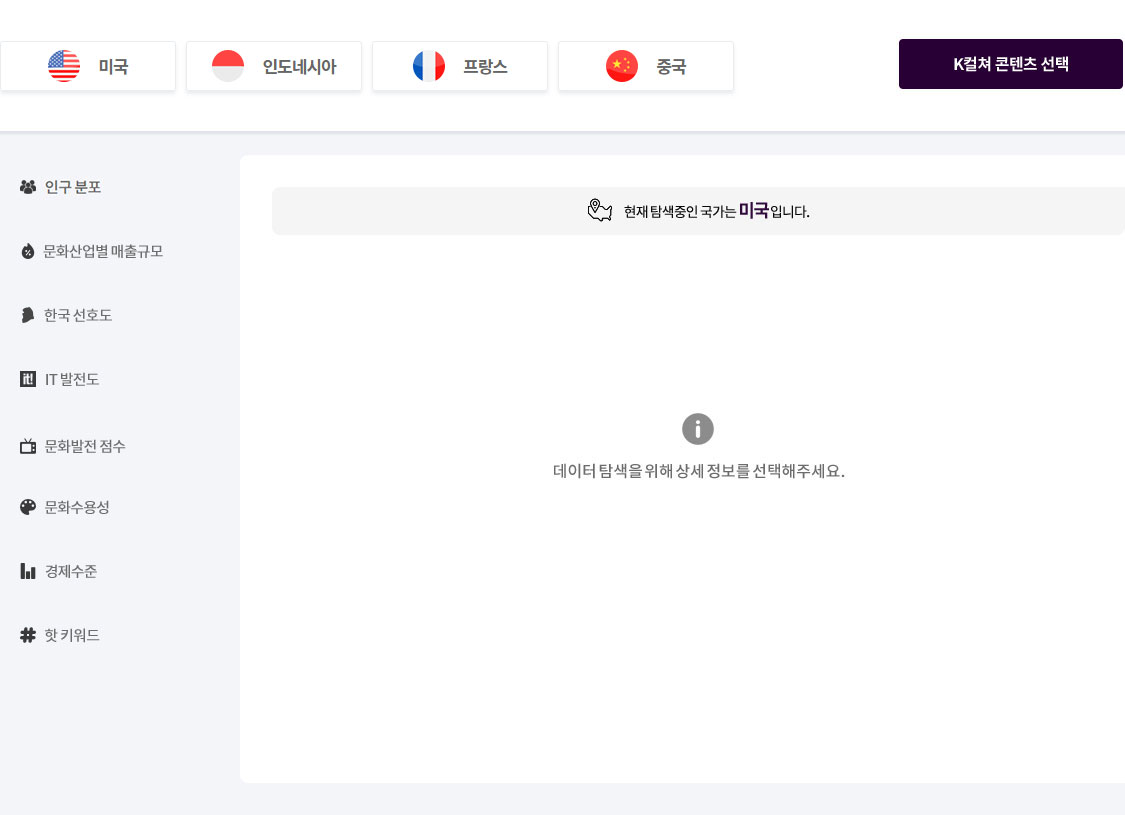 미국
인도네시아
프랑스
중국
K컬쳐 콘텐츠 선택
인구 분포
현재 탐색중인 국가는 미국입니다.
문화산업별 매출규모
한국 선호도
IT 발전도
문화발전 점수
데이터 탐색을 위해 상세 정보를 선택해주세요.
문화수용성
경제수준
핫 키워드